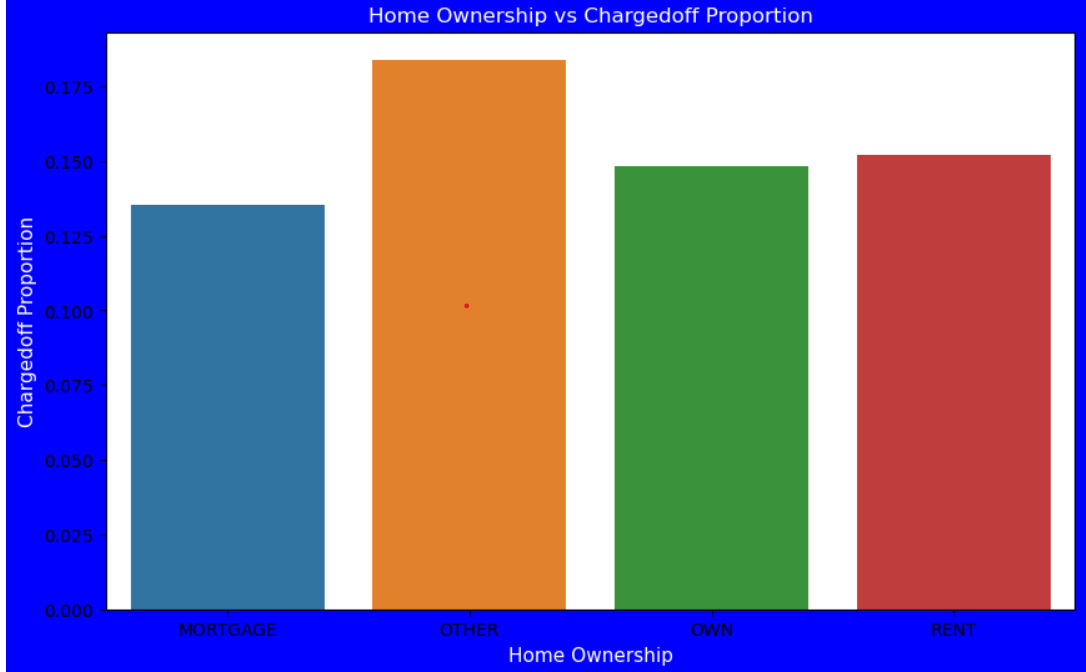 Home Ownership vs Chargedoff Proportion
Chargedoff Proportion
0.175
0.150
0.125
0.100
0.075
0.050
0.025
0.000
MORTGAGE OTHER OWN RENT
Home Ownership